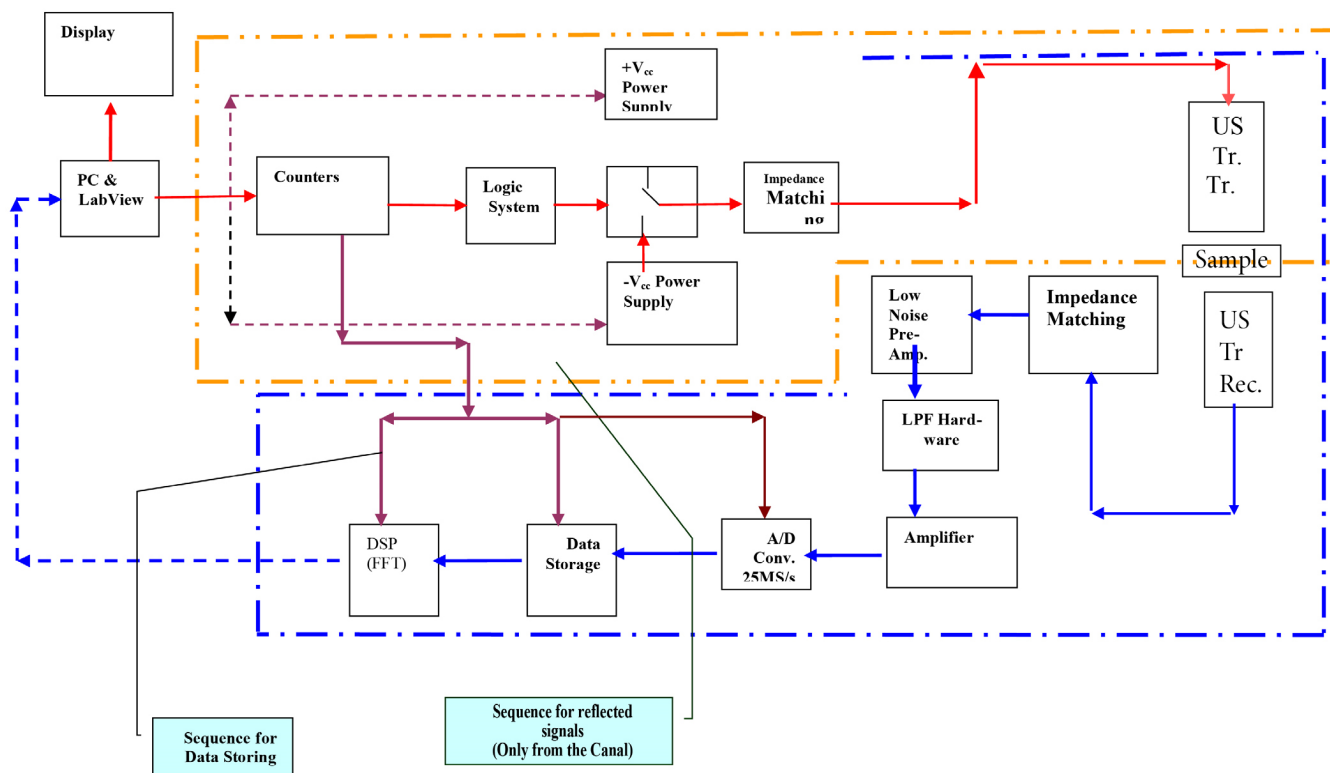 Display
+Vcc
Power
Supply
US
Tr.
Tr.
PC &
LabView
Counters
Logic
System
Impedance
Matchi
ng
Sample
-Vcc Power
Supply
Low
Noise
Pre-
Amp.
Impedance
Matching
US
Tr
Rec.
LPF Hard-
ware
DSP
(FFT)
Data
Storage
A/D
Conv.
25MS/s
Amplifier
Sequence for
Data Storing
Sequence for reflected
signals
(Only from the Canal)